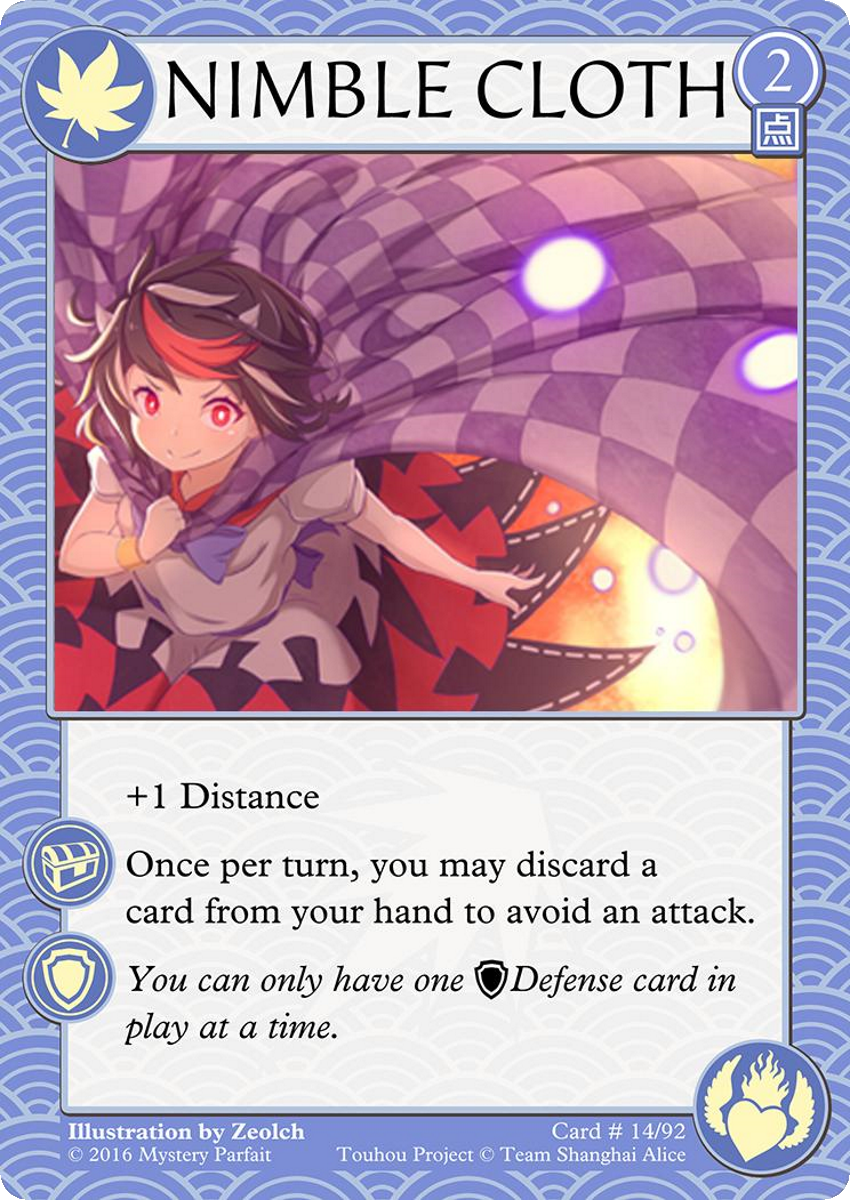 NIMBLE CLOTH
2
点
+1 Distance
Once per turn, you may discard a
card from your hand to avoid an attack.
You can only have one Defense card in
play at a time.
Illustration by Zeolch
Card # 14/92
© 2016 Mystery Parfait
Touhou Project © Team Shanghai Alice